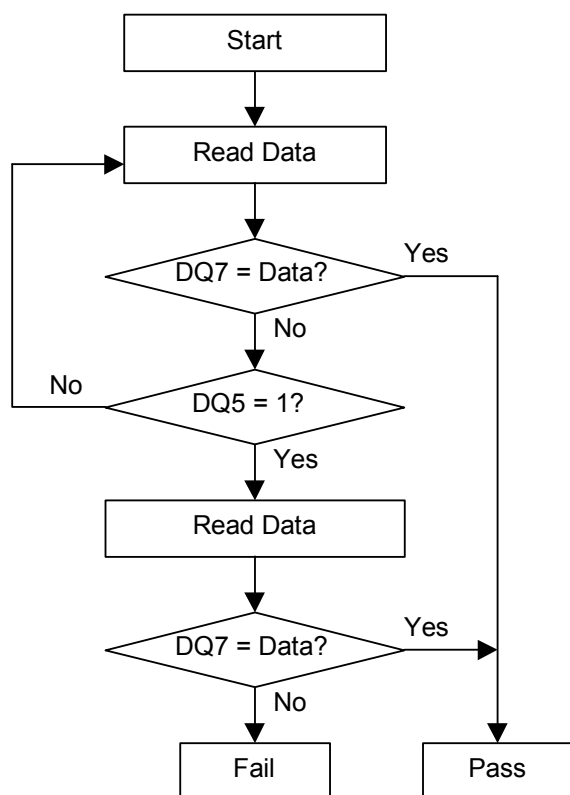 Start
Read Data
DQ7 = Data?
Yes
No
DQ5 = 1?
No
Yes
Read Data
DQ7 = Data?
Yes
No
Fail
Pass